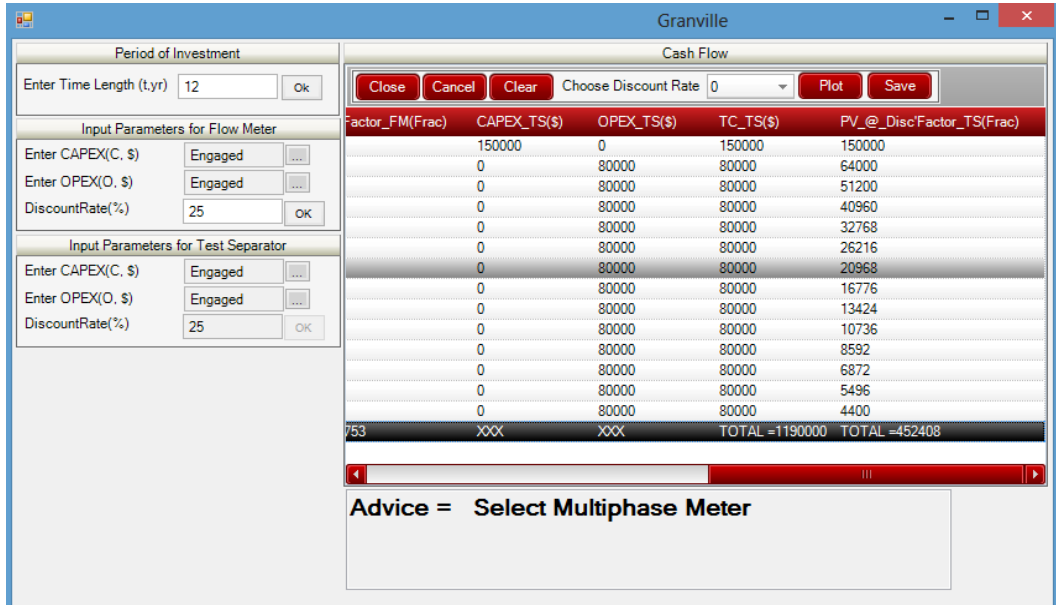 Granville
Period of Investment
Enter Time Length (t,yr) 12 Ok
Input Parameters for Flow Meter
Enter CAPEX(C, $) Engaged ...
Enter OPEX(O, $) Engaged ...
DiscountRate(%) 25 OK
Input Parameters for Test Separator
Enter CAPEX(C, $) Engaged ...
Enter OPEX(O, $) Engaged ...
DiscountRate(%) 25 OK
Cash Flow
Close Cancel Clear Choose Discount Rate 0 Plot Save
Factor_FM(Frac) CAPEX_TS($) OPEX_TS($) TC_TS($) PV_@_Disc'Factor_TS(Frac)
150000 0 150000 150000
0 80000 80000 64000
0 80000 80000 51200
0 80000 80000 40960
0 80000 80000 32768
0 80000 80000 26216
0 80000 80000 20968
0 80000 80000 16776
0 80000 80000 13424
0 80000 80000 10736
0 80000 80000 8592
0 80000 80000 6872
0 80000 80000 5496
0 80000 80000 4400
753 XXX XXX TOTAL =1190000 TOTAL =452408
Advice = Select Multiphase Meter